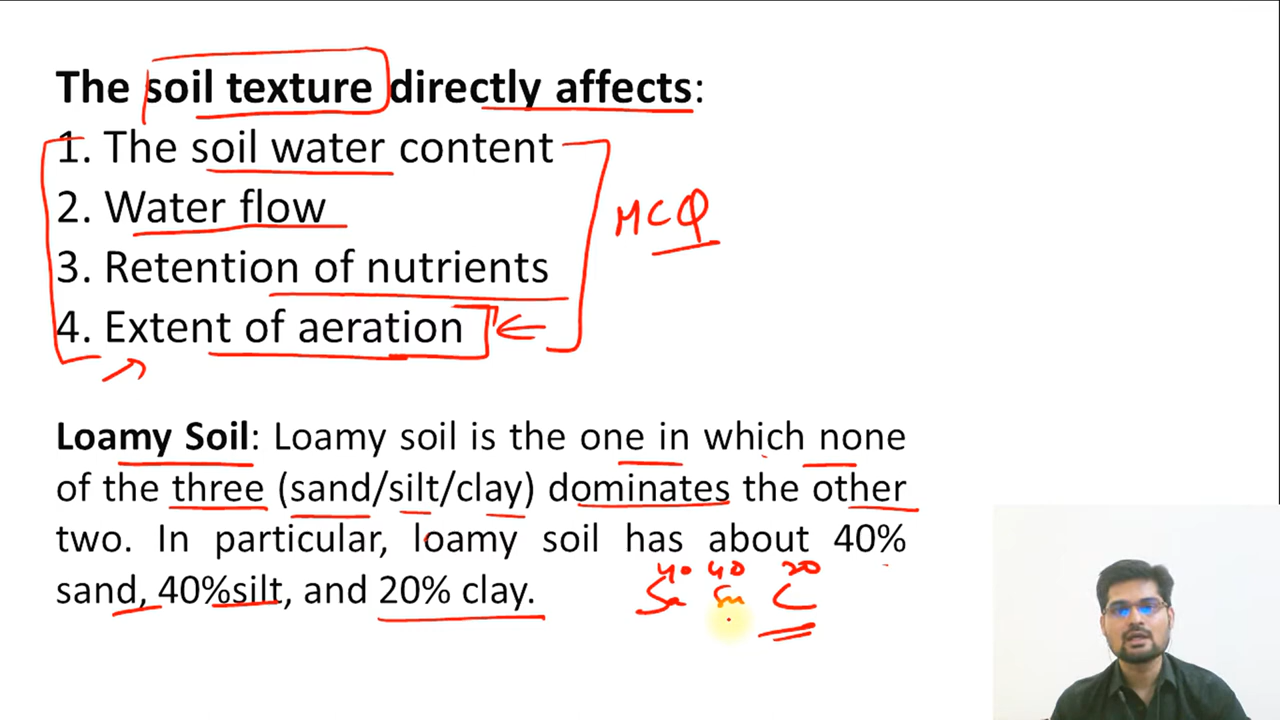 The soil texture directly affects:
1. The soil water content
2. Water flow
MCQ
3. Retention of nutrients
4. Extent of aeration
Loamy Soil: Loamy soil is the one in which none
of the three (sand/silt/clay) dominates the other
two. In particular, loamy soil has about 40%
sand, 40%silt, and 20% clay.
40 40 20
Sa C